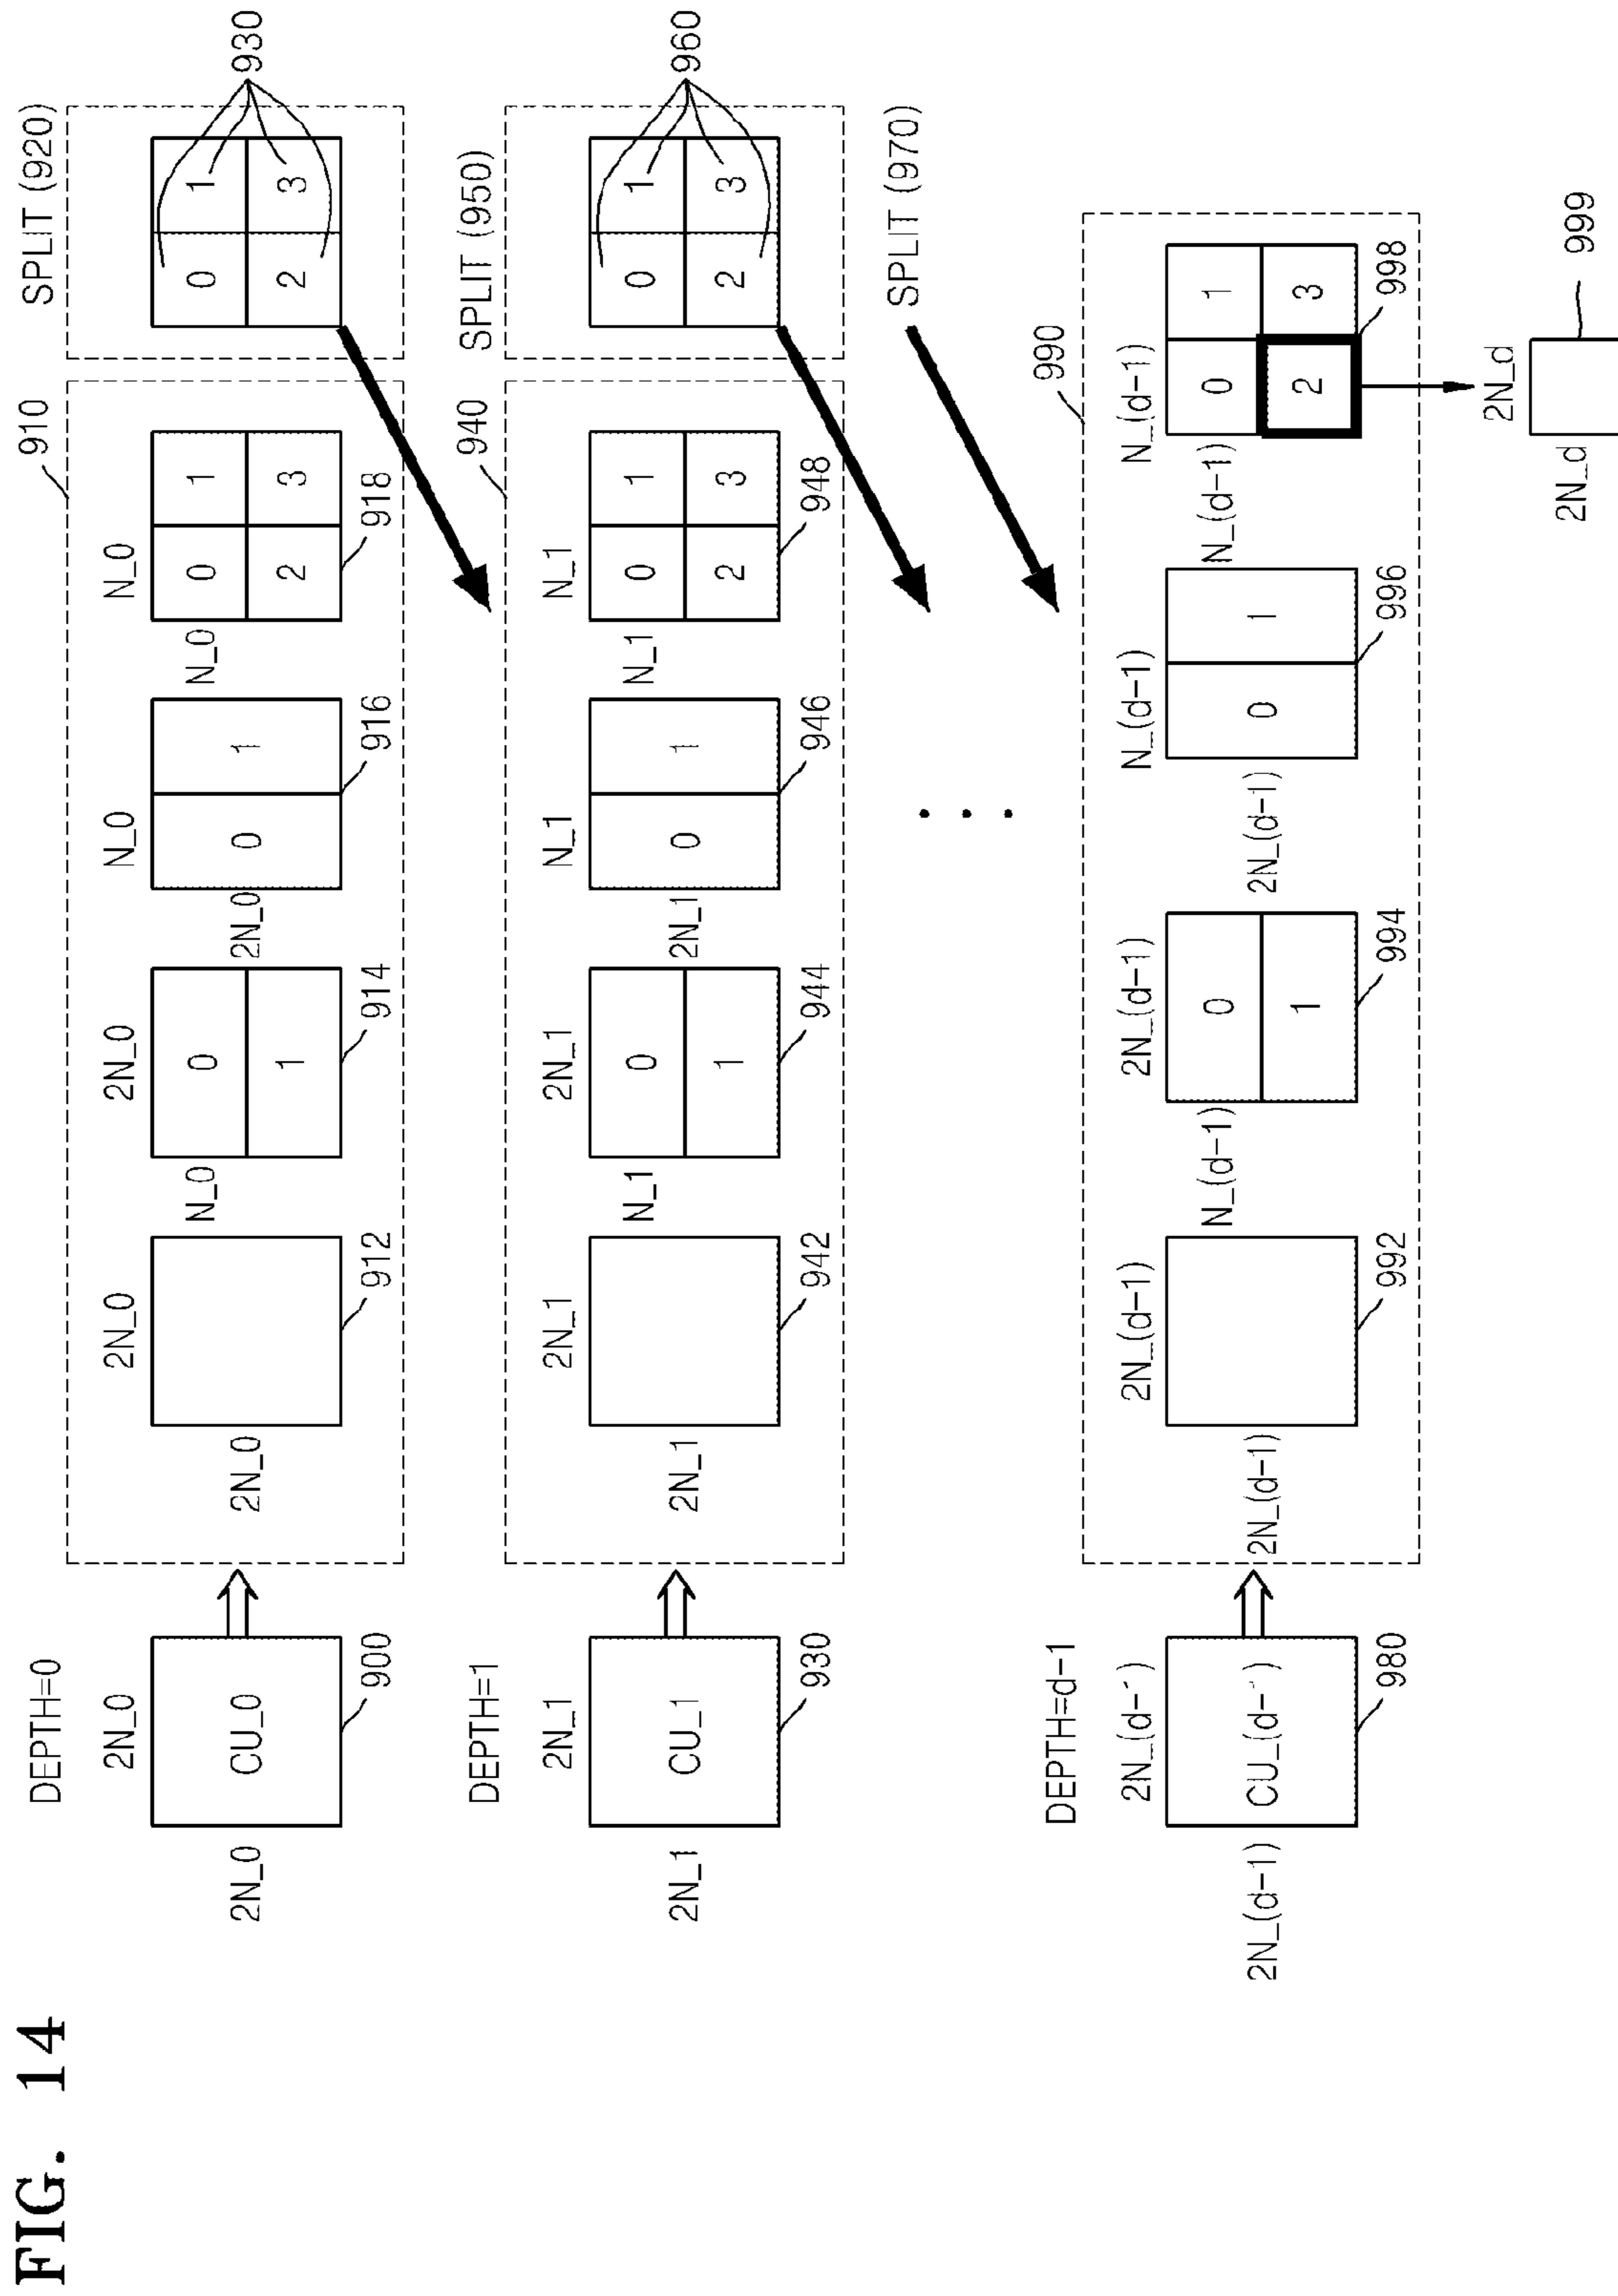 FIG. 14
DEPTH=0
2N_0
2N_0
CU_0
900
910
2N_0
2N_0
912
2N_0
N_0
0
1
914
N_0
2N_0
0
1
916
N_0
N_0
0
1
2
3
918
SPLIT (920)
0
1
2
3
930
DEPTH=1
2N_1
2N_1
CU_1
930
940
2N_1
2N_1
942
2N_1
N_1
0
1
944
N_1
2N_1
0
1
946
N_1
N_1
0
1
2
3
948
SPLIT (950)
0
1
2
3
960
SPLIT (970)
DEPTH=d-1
2N_(d-1)
2N_(d-1)
CU_(d-1)
980
990
2N_(d-1)
2N_(d-1)
992
2N_(d-1)
N_(d-1)
0
1
994
N_(d-1)
2N_(d-1)
0
1
996
N_(d-1)
N_(d-1)
0
1
2
3
998
2N_d
2N_d
999